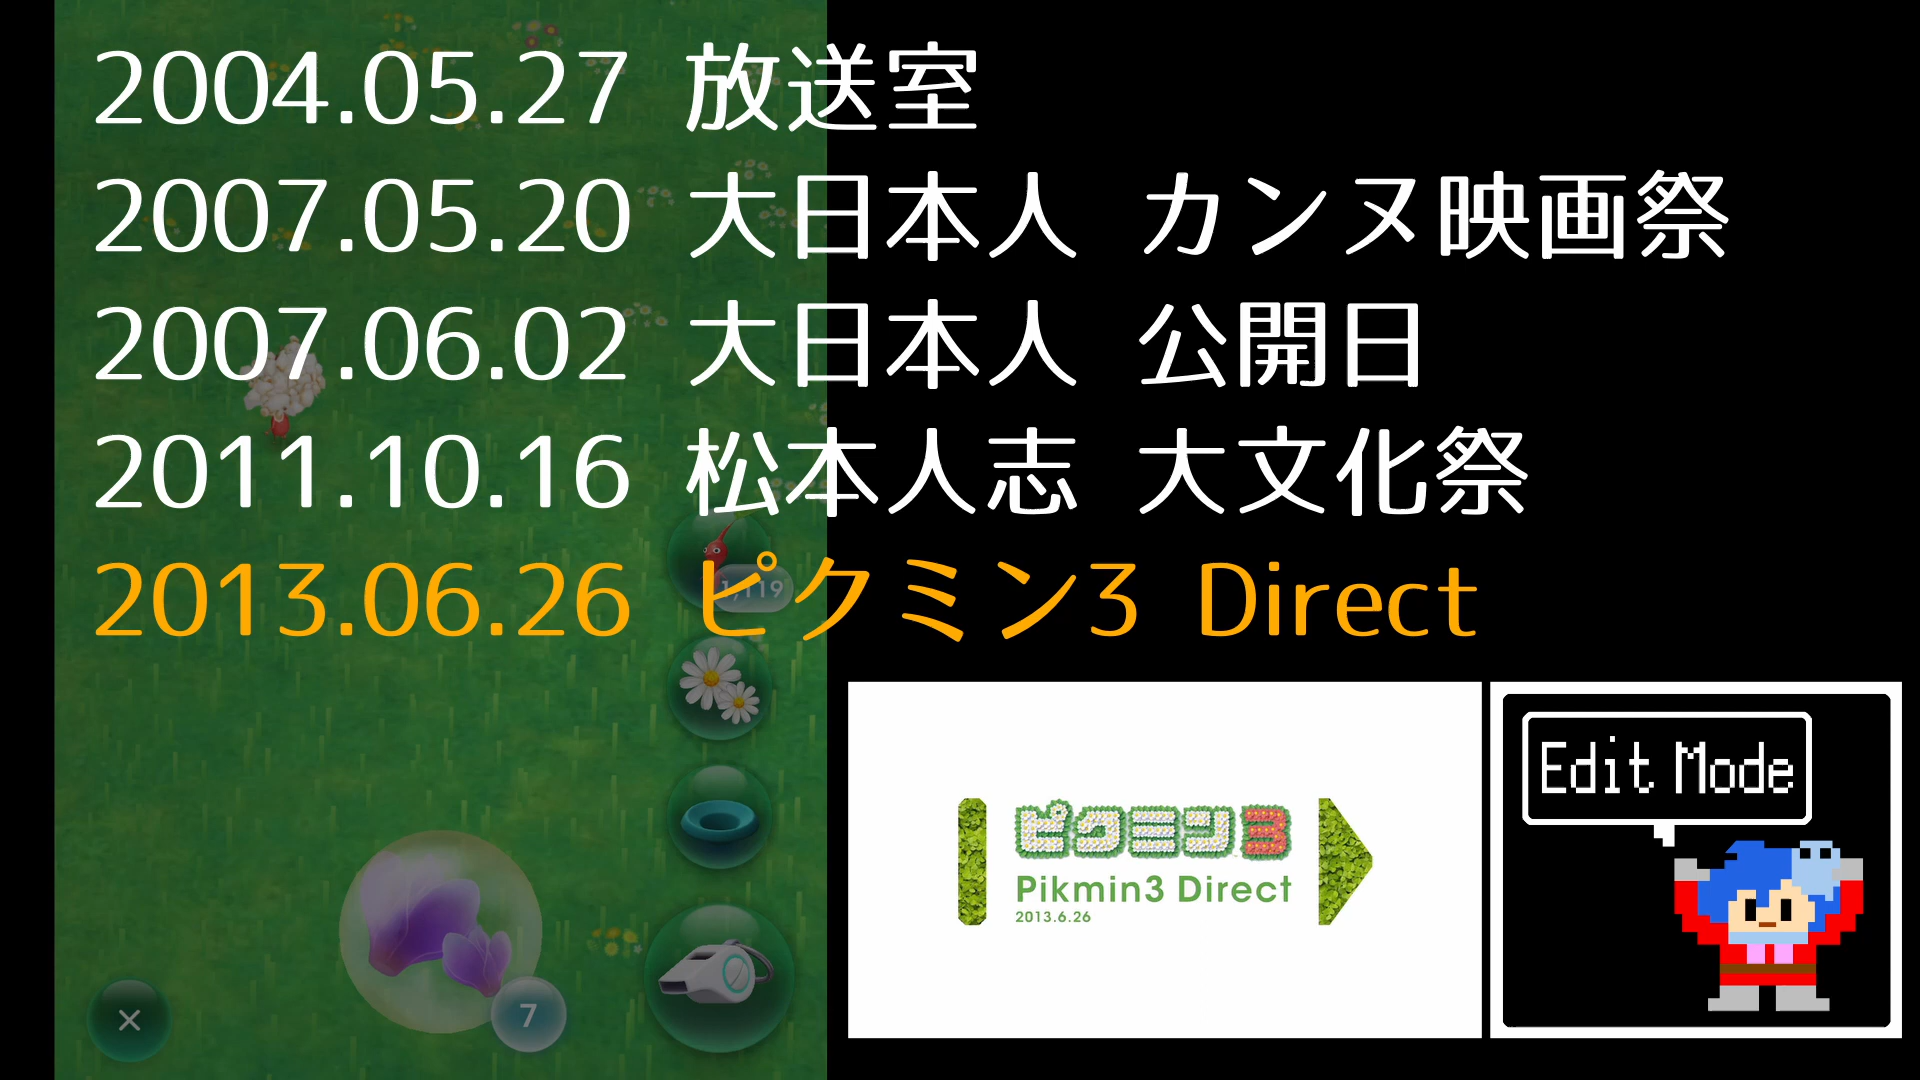 2004.05.27 放送室
2007.05.20 大日本人 カンヌ映画祭
2007.06.02 大日本人 公開日
2011.10.16 松本人志 大文化祭
2013.06.26 ピクミン3 Direct
1,119
7
ピクミン3
Pikmin3 Direct
2013.6.26
Edit Mode